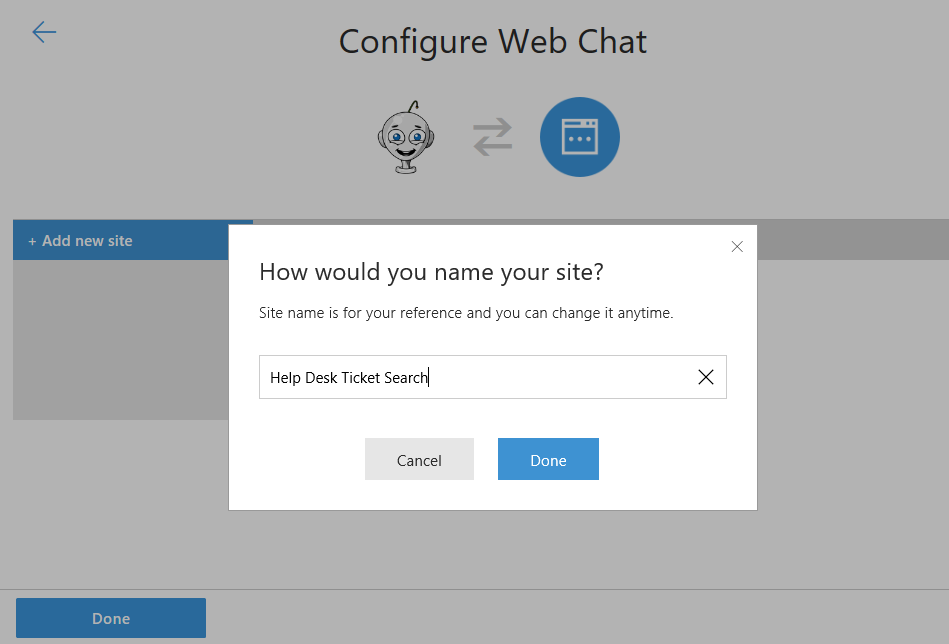 Configure Web Chat
+ Add new site
How would you name your site?
Site name is for your reference and you can change it anytime.
Help Desk Ticket Search
Cancel
Done
Done